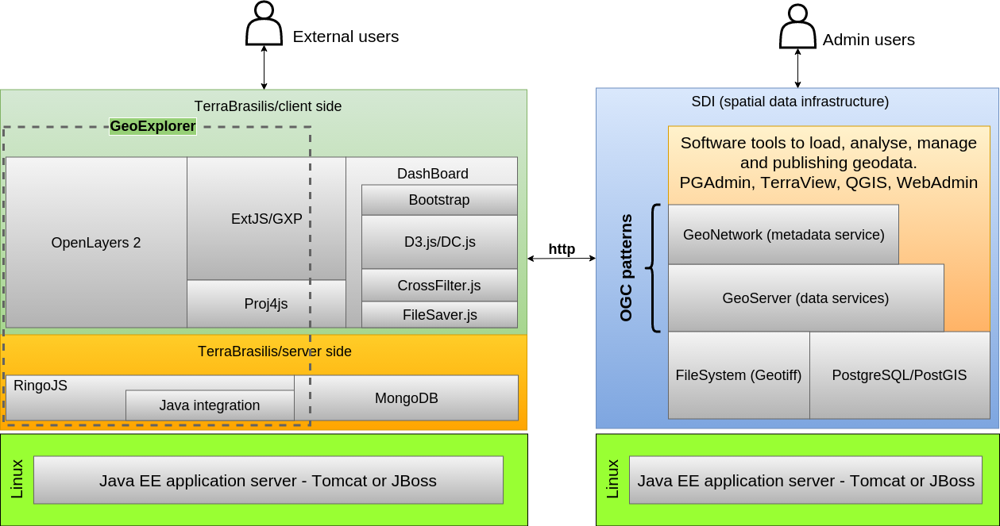 External users
TerraBrasilis/client side
GeoExplorer
OpenLayers 2
ExtJS/GXP
Proj4js
DashBoard
Bootstrap
D3.js/DC.js
CrossFilter.js
FileSaver.js
TerraBrasilis/server side
RingoJS
Java integration
MongoDB
Linux
Java EE application server - Tomcat or JBoss
http
Admin users
SDI (spatial data infrastructure)
Software tools to load, analyse, manage
and publishing geodata.
PGAdmin, TerraView, QGIS, WebAdmin
OGC patterns
GeoNetwork (metadata service)
GeoServer (data services)
FileSystem (Geotiff)
PostgreSQL/PostGIS
Linux
Java EE application server - Tomcat or JBoss